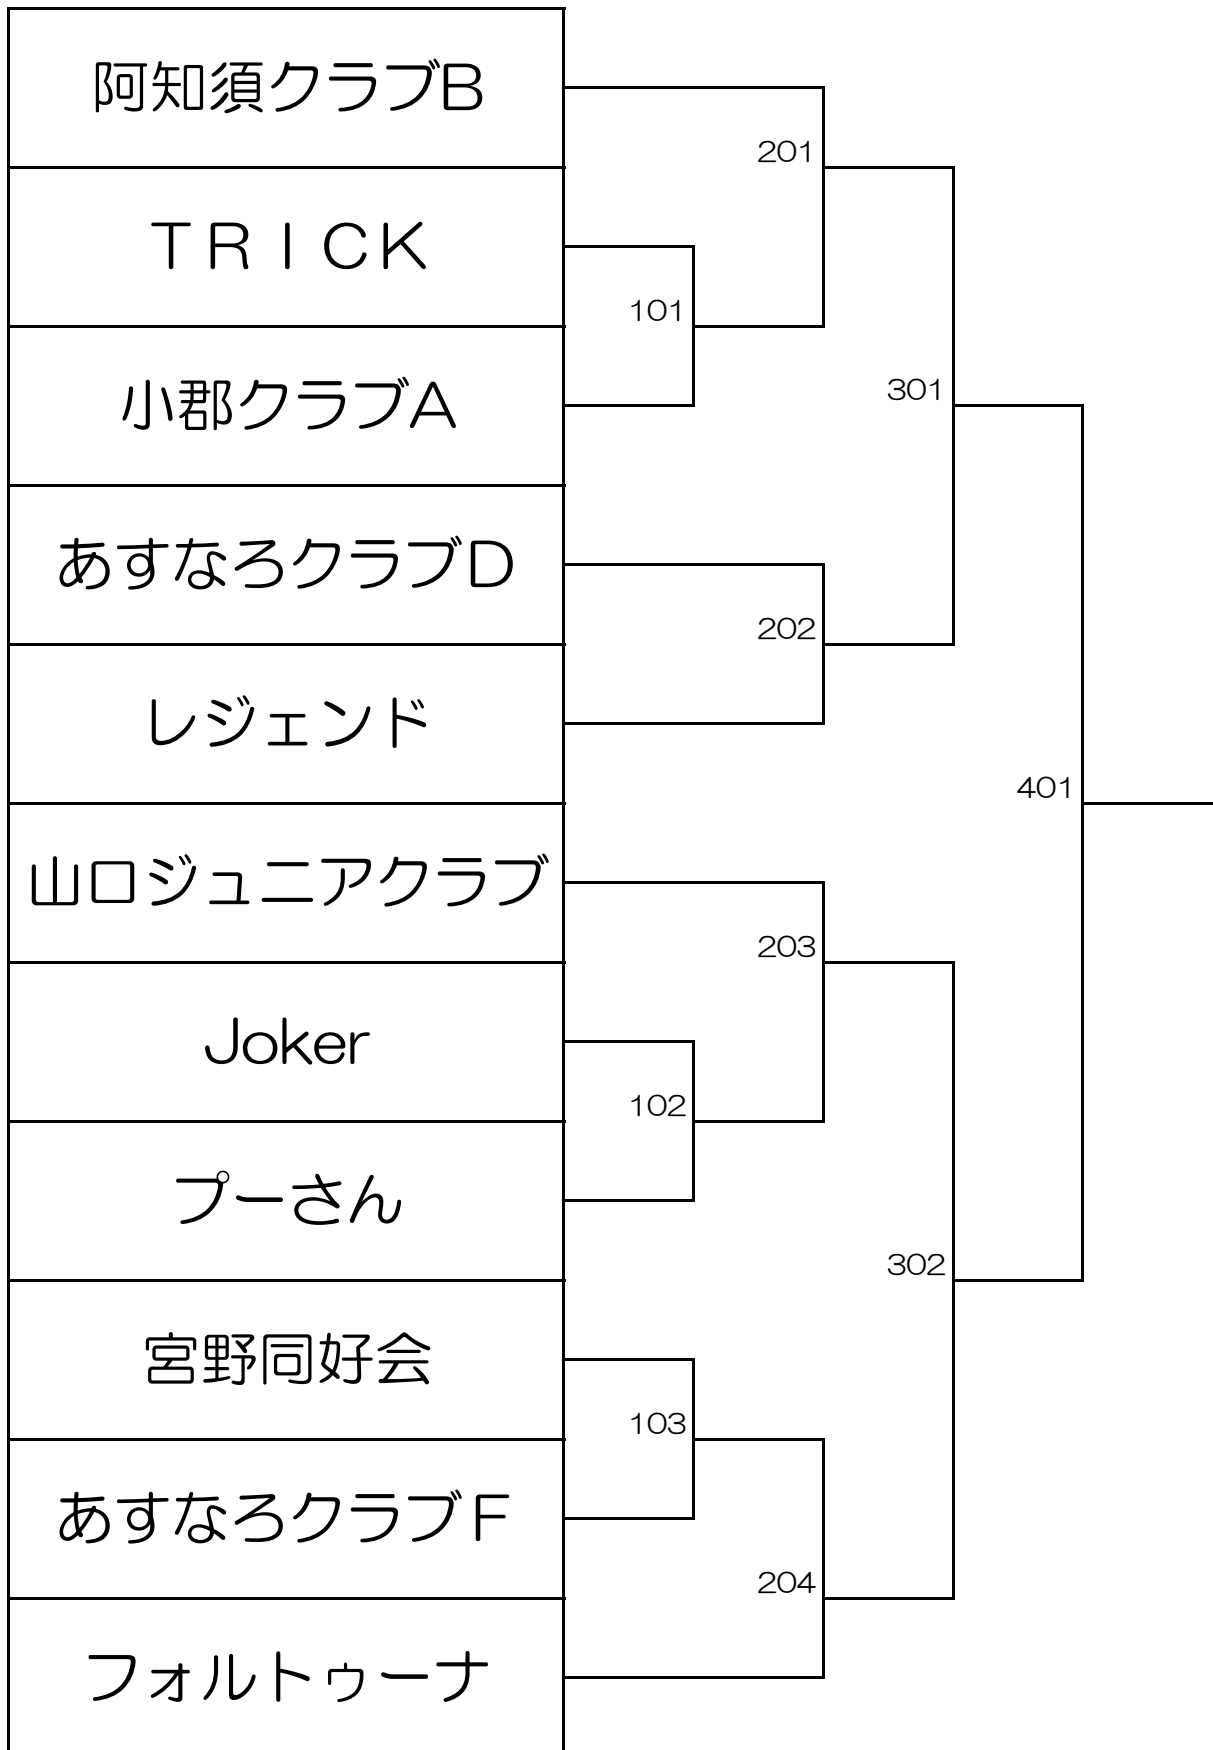 阿知須クラブB
201
ＴＲＩＣＫ
101
小郡クラブA
301
あすなろクラブD
202
レジェンド
401
山口ジュニアクラブ
203
Joker
102
プーさん
302
宮野同好会
103
あすなろクラブF
204
フォルトゥーナ